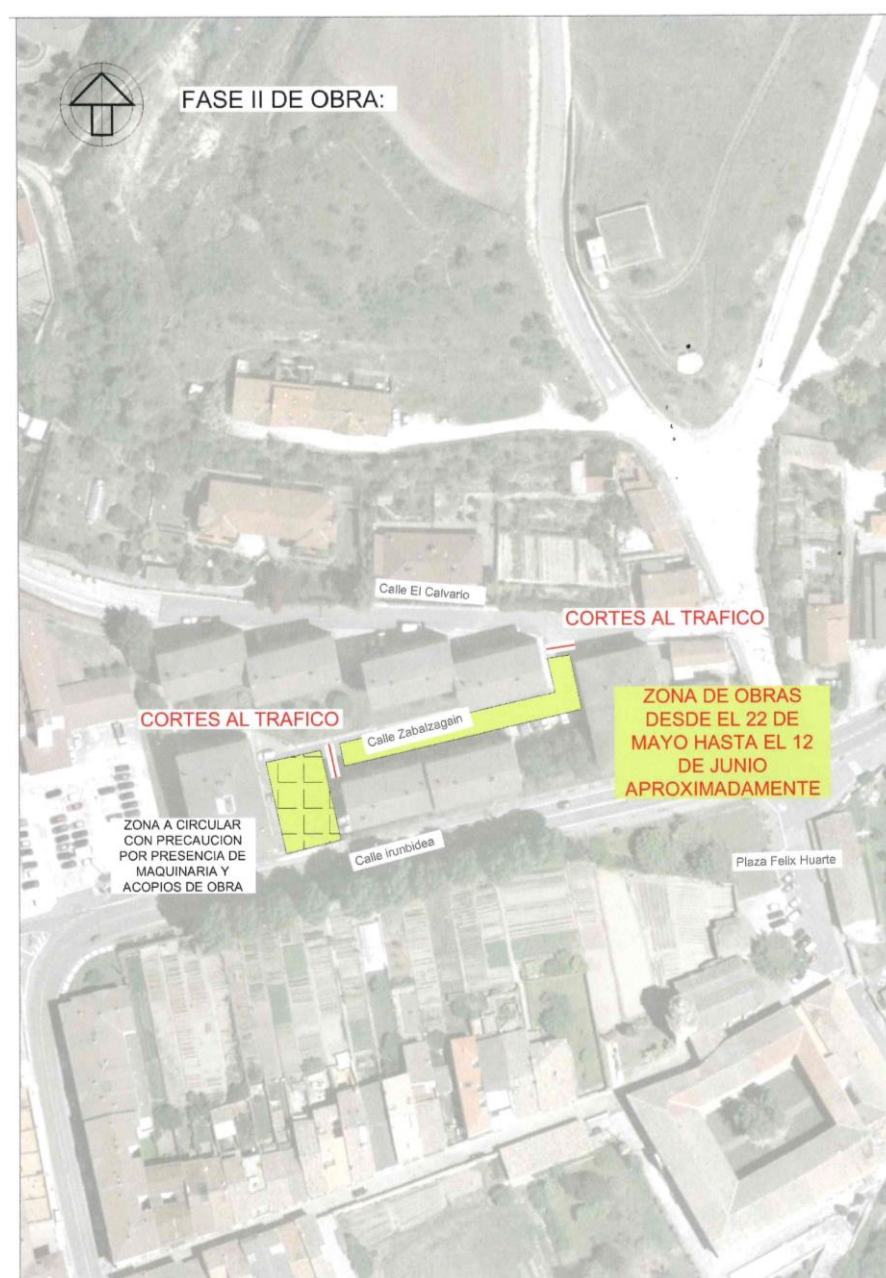 FASE II DE OBRA:
Calle El Calvario
CORTES AL TRAFICO
CORTES AL TRAFICO
Calle Zabalzagain
ZONA DE OBRAS
DESDE EL 22 DE
MAYO HASTA EL 12
DE JUNIO
APROXIMADAMENTE
ZONA A CIRCULAR
CON PRECAUCION
POR PRESENCIA DE
MAQUINARIA Y
ACOPIOS DE OBRA
Calle irunbidea
Plaza Felix Huarte